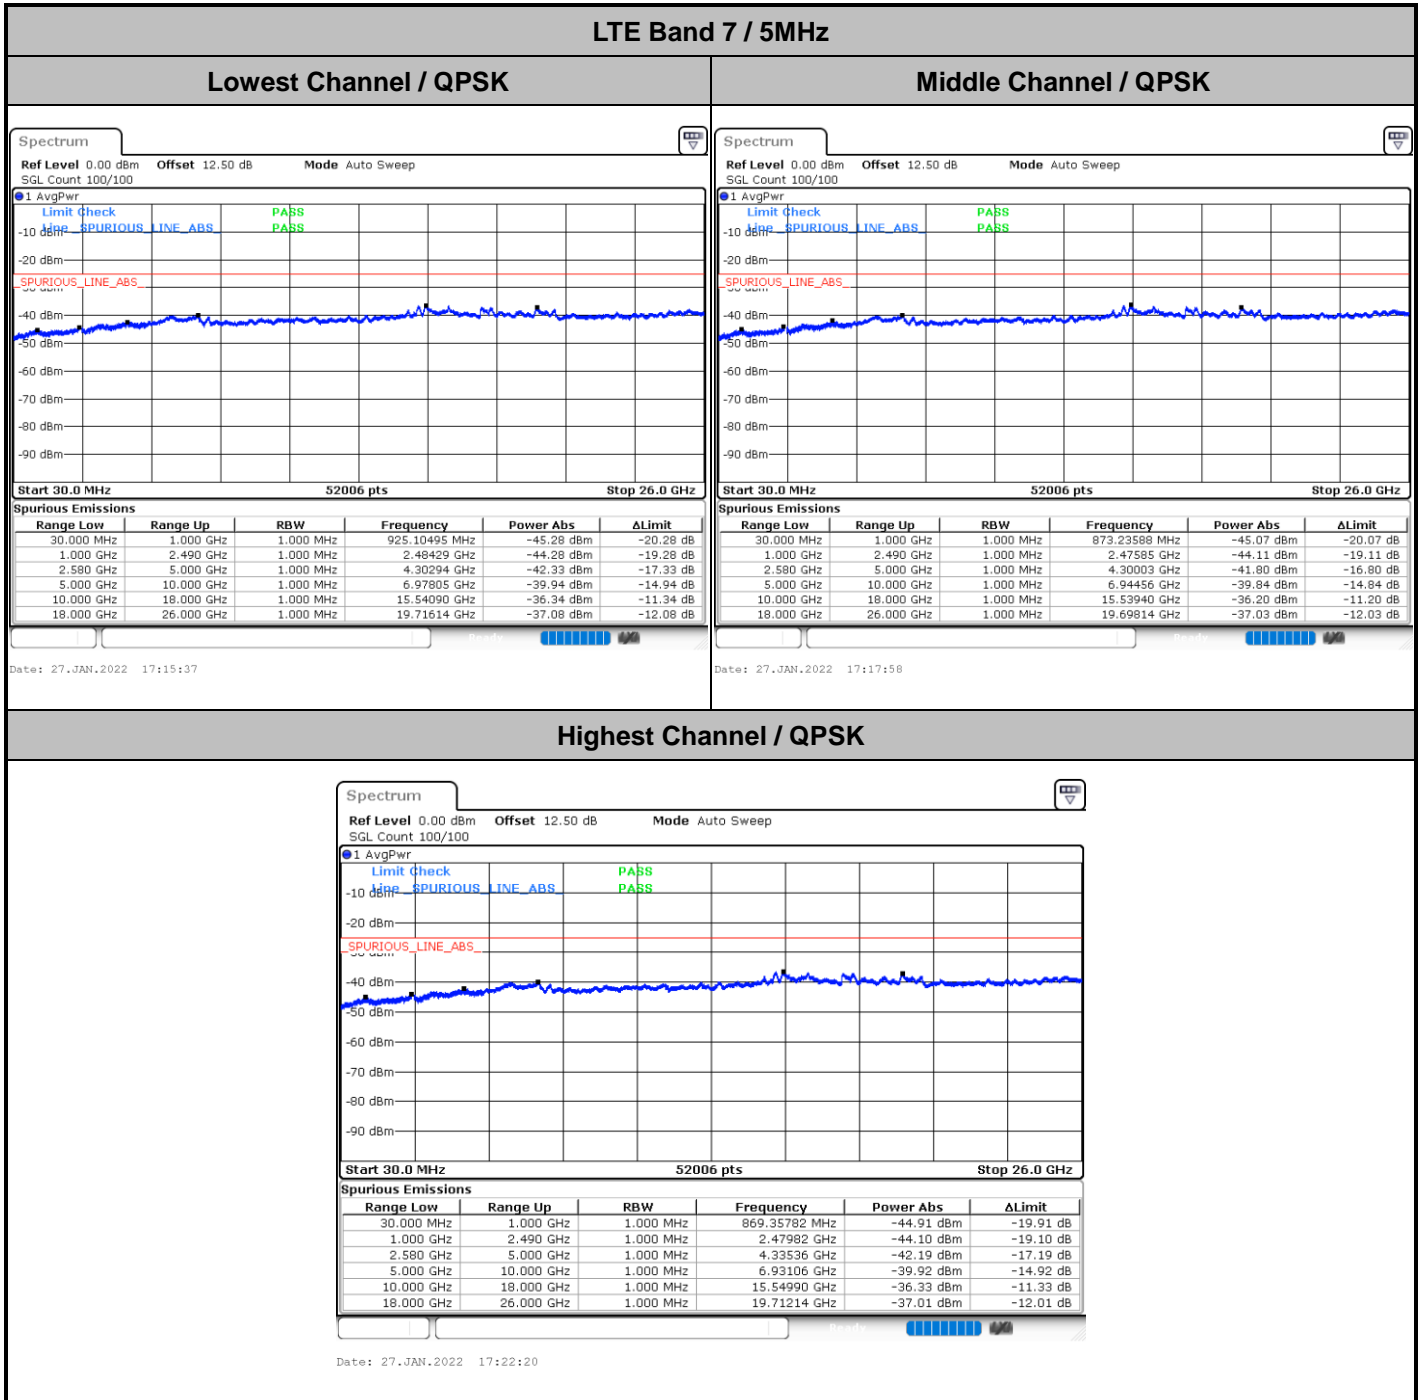 LTE Band 7 / 5MHz
Lowest Channel / QPSK
Middle Channel / QPSK
Spectrum
Ref Level 0.00 dBm Offset 12.50 dB Mode Auto Sweep
SGL Count 100/100
1 AvgPwr
Limit Check PASS
Line _SPURIOUS_LINE_ABS_ PASS
-10 dBm
-20 dBm
_SPURIOUS_LINE_ABS_
-30 dBm
-40 dBm
-50 dBm
-60 dBm
-70 dBm
-80 dBm
-90 dBm
Start 30.0 MHz 52006 pts Stop 26.0 GHz
Spurious Emissions
Range Low Range Up RBW Frequency Power Abs ΔLimit
30.000 MHz 1.000 GHz 1.000 MHz 925.10495 MHz -45.28 dBm -20.28 dB
1.000 GHz 2.490 GHz 1.000 MHz 2.48429 GHz -44.28 dBm -19.28 dB
2.580 GHz 5.000 GHz 1.000 MHz 4.30294 GHz -42.33 dBm -17.33 dB
5.000 GHz 10.000 GHz 1.000 MHz 6.97805 GHz -39.94 dBm -14.94 dB
10.000 GHz 18.000 GHz 1.000 MHz 15.54090 GHz -36.34 dBm -11.34 dB
18.000 GHz 26.000 GHz 1.000 MHz 19.71614 GHz -37.08 dBm -12.08 dB
Ready
Date: 27.JAN.2022 17:15:37
Spectrum
Ref Level 0.00 dBm Offset 12.50 dB Mode Auto Sweep
SGL Count 100/100
1 AvgPwr
Limit Check PASS
Line _SPURIOUS_LINE_ABS_ PASS
-10 dBm
-20 dBm
_SPURIOUS_LINE_ABS_
-30 dBm
-40 dBm
-50 dBm
-60 dBm
-70 dBm
-80 dBm
-90 dBm
Start 30.0 MHz 52006 pts Stop 26.0 GHz
Spurious Emissions
Range Low Range Up RBW Frequency Power Abs ΔLimit
30.000 MHz 1.000 GHz 1.000 MHz 873.23588 MHz -45.07 dBm -20.07 dB
1.000 GHz 2.490 GHz 1.000 MHz 2.47585 GHz -44.11 dBm -19.11 dB
2.580 GHz 5.000 GHz 1.000 MHz 4.30003 GHz -41.80 dBm -16.80 dB
5.000 GHz 10.000 GHz 1.000 MHz 6.94456 GHz -39.84 dBm -14.84 dB
10.000 GHz 18.000 GHz 1.000 MHz 15.53940 GHz -36.20 dBm -11.20 dB
18.000 GHz 26.000 GHz 1.000 MHz 19.69814 GHz -37.03 dBm -12.03 dB
Ready
Date: 27.JAN.2022 17:17:58
Highest Channel / QPSK
Spectrum
Ref Level 0.00 dBm Offset 12.50 dB Mode Auto Sweep
SGL Count 100/100
1 AvgPwr
Limit Check PASS
Line _SPURIOUS_LINE_ABS_ PASS
-10 dBm
-20 dBm
_SPURIOUS_LINE_ABS_
-30 dBm
-40 dBm
-50 dBm
-60 dBm
-70 dBm
-80 dBm
-90 dBm
Start 30.0 MHz 52006 pts Stop 26.0 GHz
Spurious Emissions
Range Low Range Up RBW Frequency Power Abs ΔLimit
30.000 MHz 1.000 GHz 1.000 MHz 869.35782 MHz -44.91 dBm -19.91 dB
1.000 GHz 2.490 GHz 1.000 MHz 2.47982 GHz -44.10 dBm -19.10 dB
2.580 GHz 5.000 GHz 1.000 MHz 4.33536 GHz -42.19 dBm -17.19 dB
5.000 GHz 10.000 GHz 1.000 MHz 6.93106 GHz -39.92 dBm -14.92 dB
10.000 GHz 18.000 GHz 1.000 MHz 15.54990 GHz -36.33 dBm -11.33 dB
18.000 GHz 26.000 GHz 1.000 MHz 19.71214 GHz -37.01 dBm -12.01 dB
Ready
Date: 27.JAN.2022 17:22:20